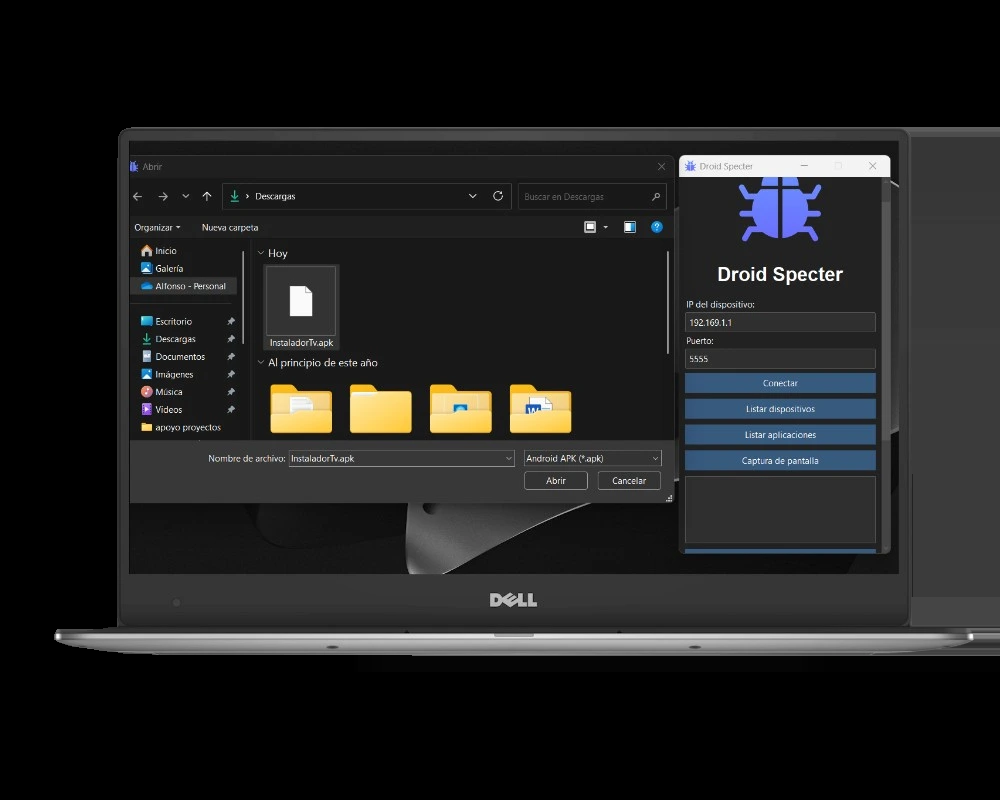 Abrir
Descargas
Buscar en Descargas
Organizar
Nueva carpeta
Inicio
Galería
Alfonso - Personal
Escritorio
Descargas
Documentos
Imágenes
Música
Vídeos
apoyo proyectos
Hoy
InstaladorTv.apk
Al principio de este año
W
Nombre de archivo:
InstaladorTv.apk
Android APK (*.apk)
Abrir
Cancelar
Droid Specter
Droid Specter
IP del dispositivo:
192.169.1.1
Puerto:
5555
Conectar
Listar dispositivos
Listar aplicaciones
Captura de pantalla
DELL